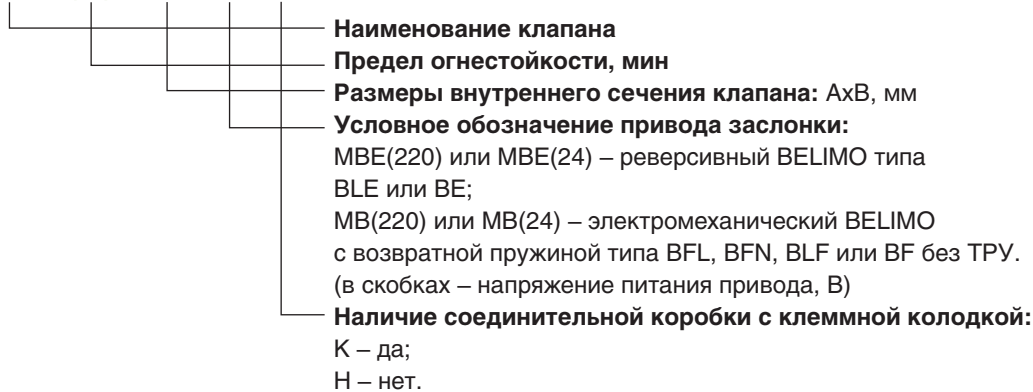 Наименование клапана
Предел огнестойкости, мин
Размеры внутреннего сечения клапана: АхВ, мм
Условное обозначение привода заслонки:
МВЕ(220) или МВЕ(24) – реверсивный BELIMO типа
BLE или BE;
МВ(220) или МВ(24) – электромеханический BELIMO
с возвратной пружиной типа BFL, BFN, BLF или BF без ТРУ.
(в скобках – напряжение питания привода, В)
Наличие соединительной коробки с клеммной колодкой:
К – да;
Н – нет.